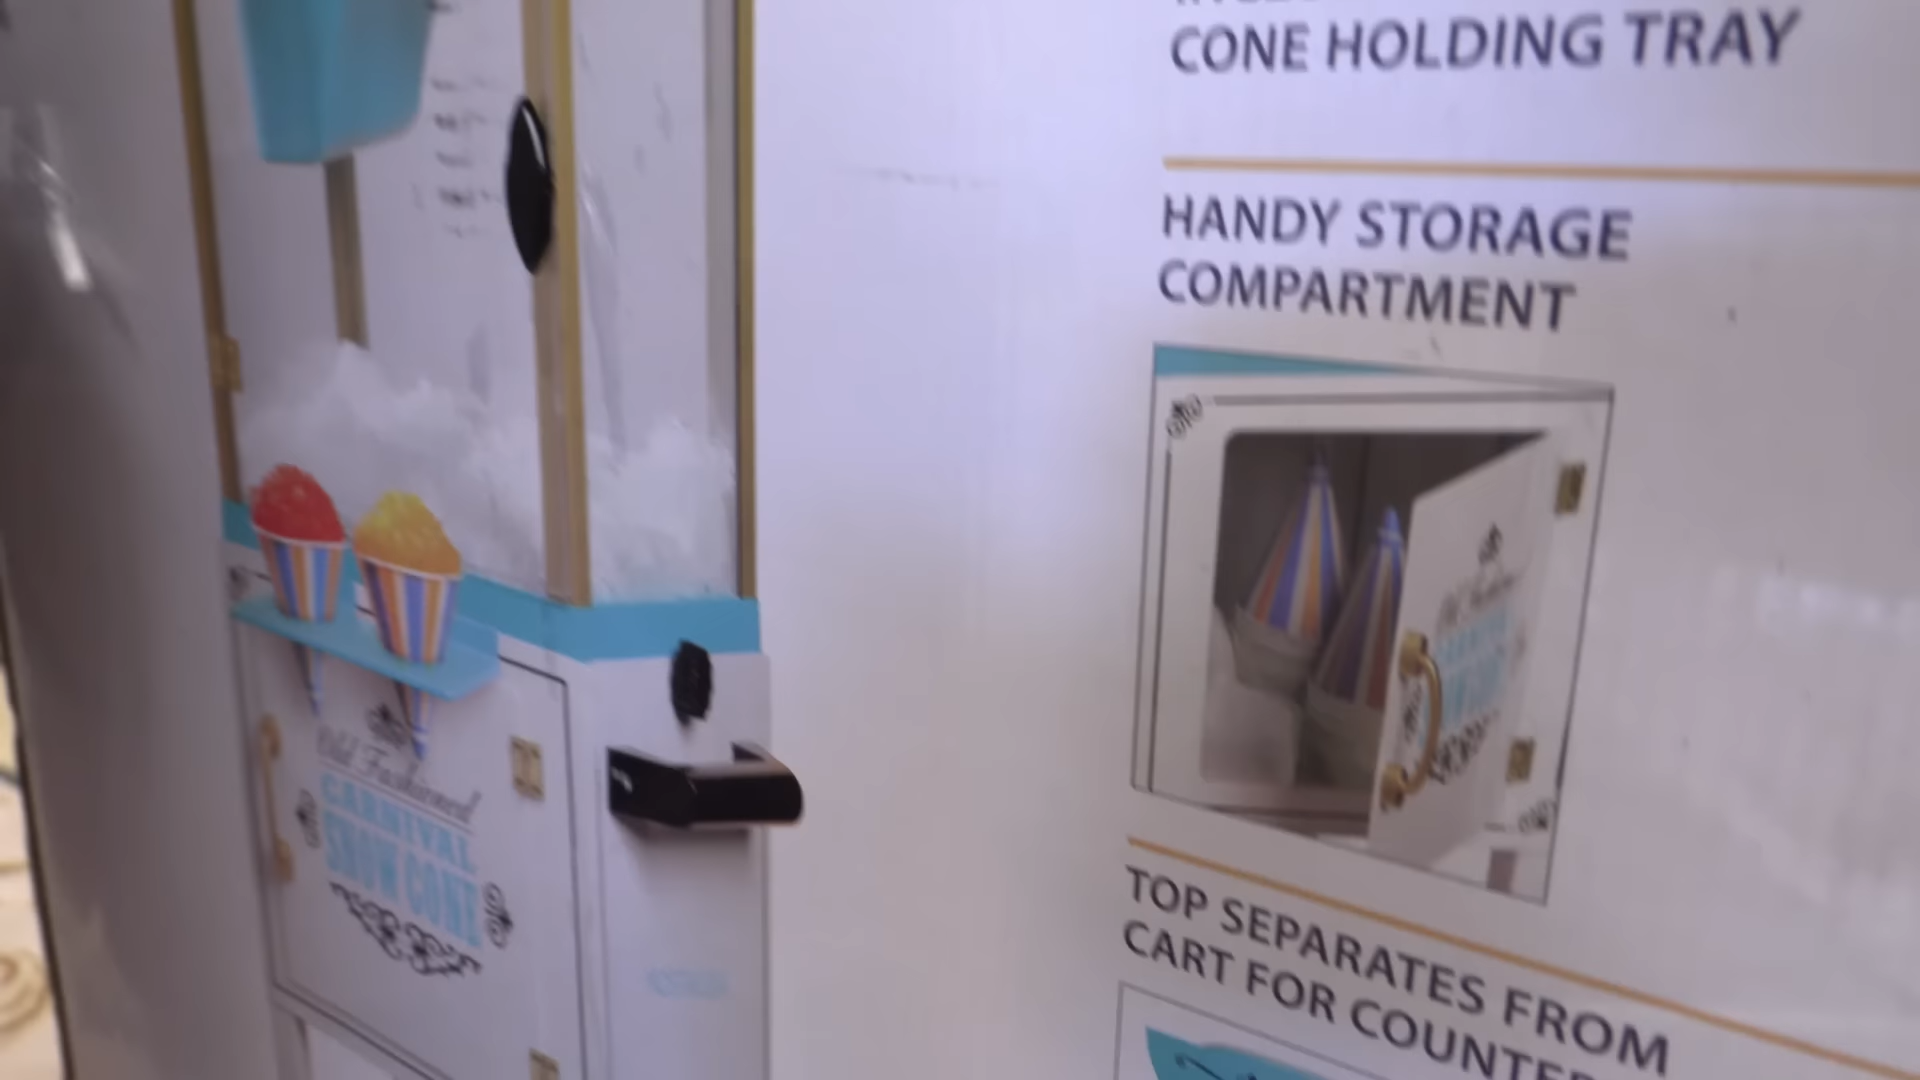 CONE HOLDING TRAY
HANDY STORAGE
COMPARTMENT
Old Fashioned
CARNIVAL
SNOW CONE
TOP SEPARATES FROM
CART FOR COUNTER